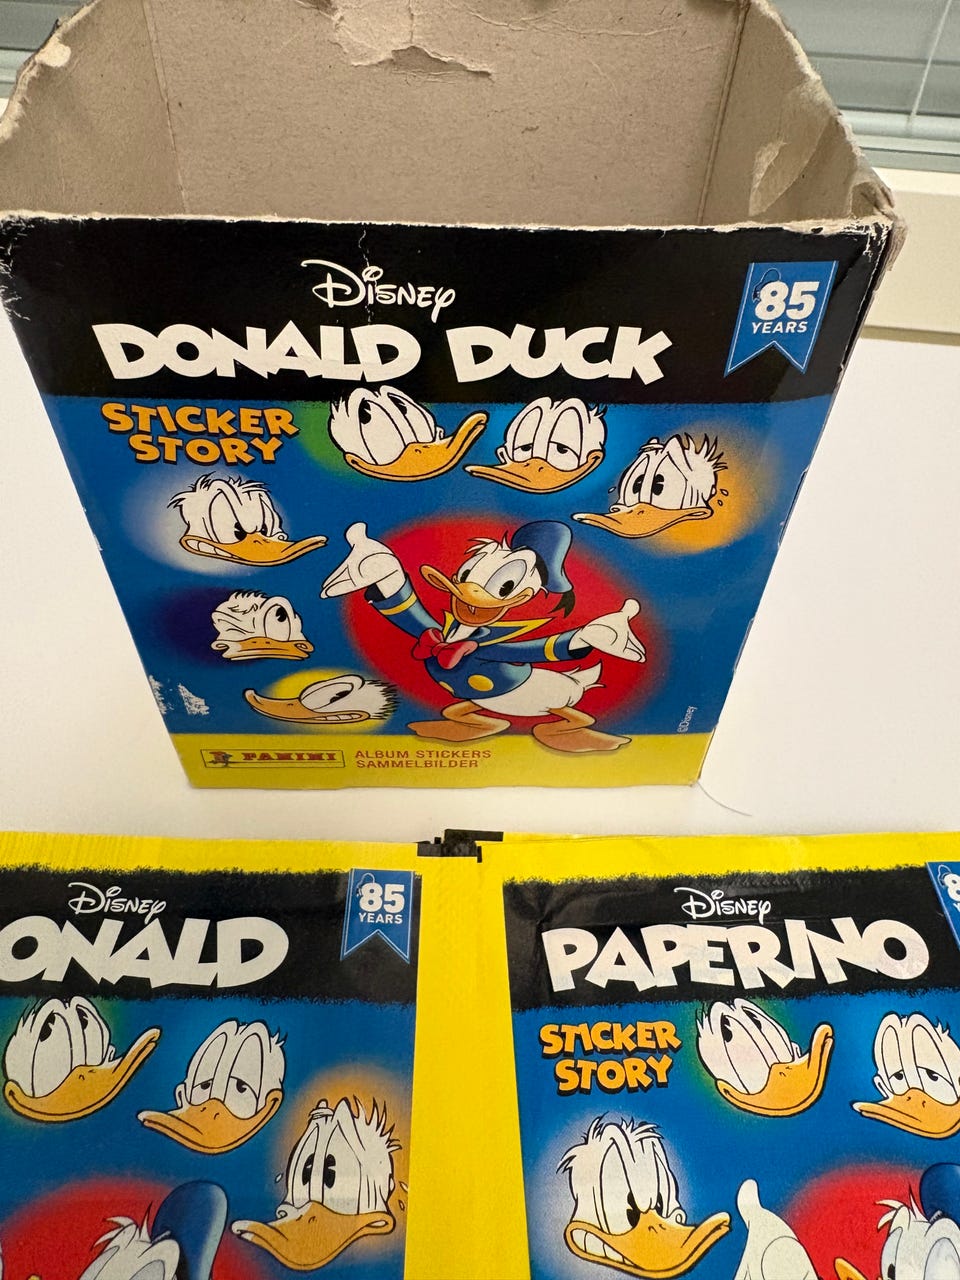 Disney
DONALD DUCK
85
YEARS
STICKER
STORY
©Disney
PANINI
ALBUM STICKERS
SAMMELBILDER
Disney
ONALD
85
YEARS
Disney
PAPERINO
8
STICKER
STORY